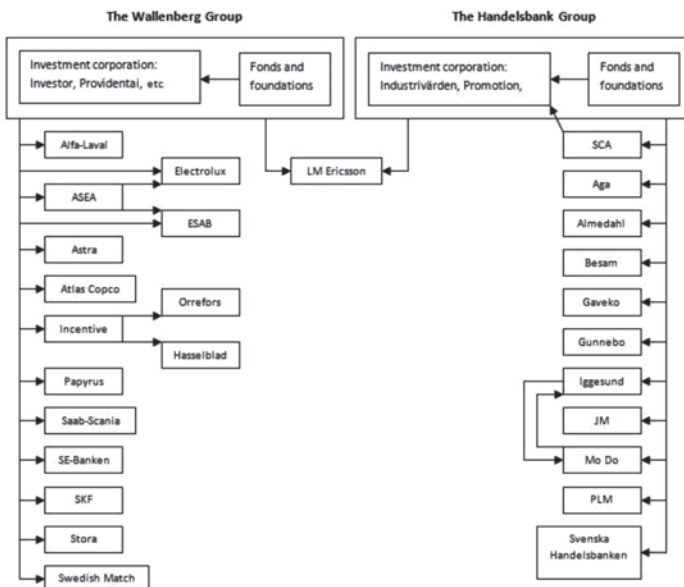 The Wallenberg Group
The Handelsbank Group
Investment corporation:
Investor, Providentai, etc
Fonds and
foundations
Investment corporation:
Industrivärden, Promotion,
Fonds and
foundations
Alfa-Laval
Electrolux
LM Ericsson
SCA
ASEA
Aga
ESAB
Almedahl
Astra
Besam
Atlas Copco
Orrefors
Gaveko
Incentive
Gunnebo
Hasselblad
Papyrus
Iggesund
Saab-Scania
JM
SE-Banken
Mo Do
SKF
PLM
Stora
Svenska
Handelsbanken
Swedish Match